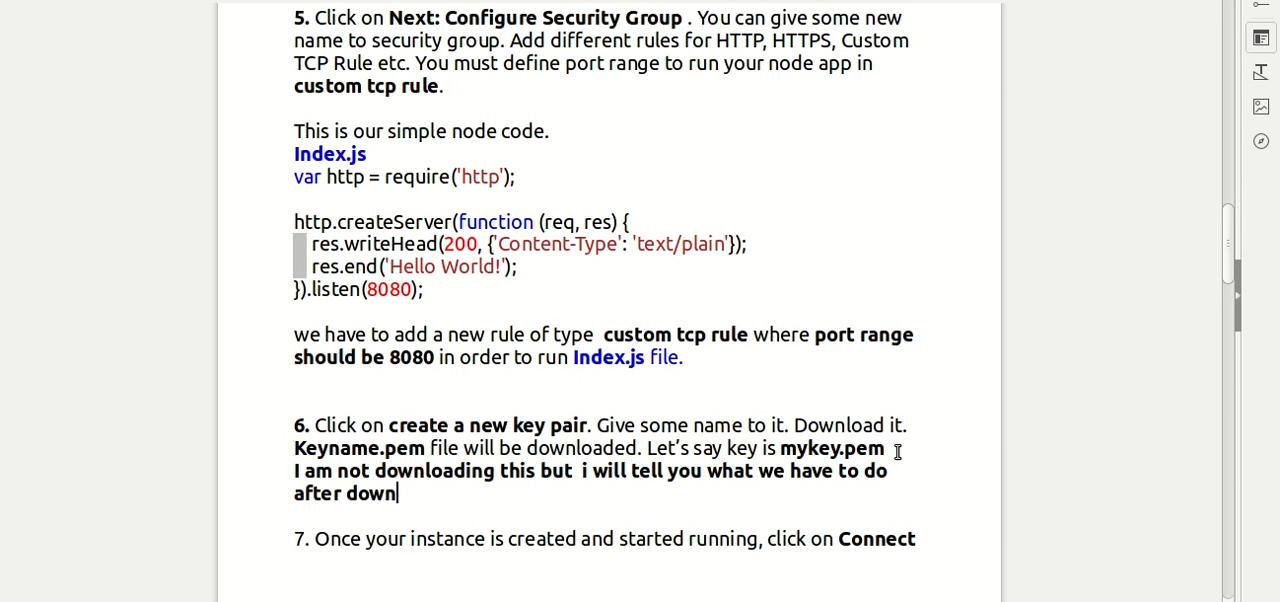 5. Click on Next: Configure Security Group . You can give some new
name to security group. Add different rules for HTTP, HTTPS, Custom
TCP Rule etc. You must define port range to run your node app in
custom tcp rule.
This is our simple node code.
Index.js
var http = require('http');
http.createServer(function (req, res) {
res.writeHead(200, {'Content-Type': 'text/plain'});
res.end('Hello World!');
}).listen(8080);
we have to add a new rule of type  custom tcp rule where port range
should be 8080 in order to run Index.js file.
6. Click on create a new key pair. Give some name to it. Download it.
Keyname.pem file will be downloaded. Let’s say key is mykey.pem
I am not downloading this but  i will tell you what we have to do
after down
7. Once your instance is created and started running, click on Connect